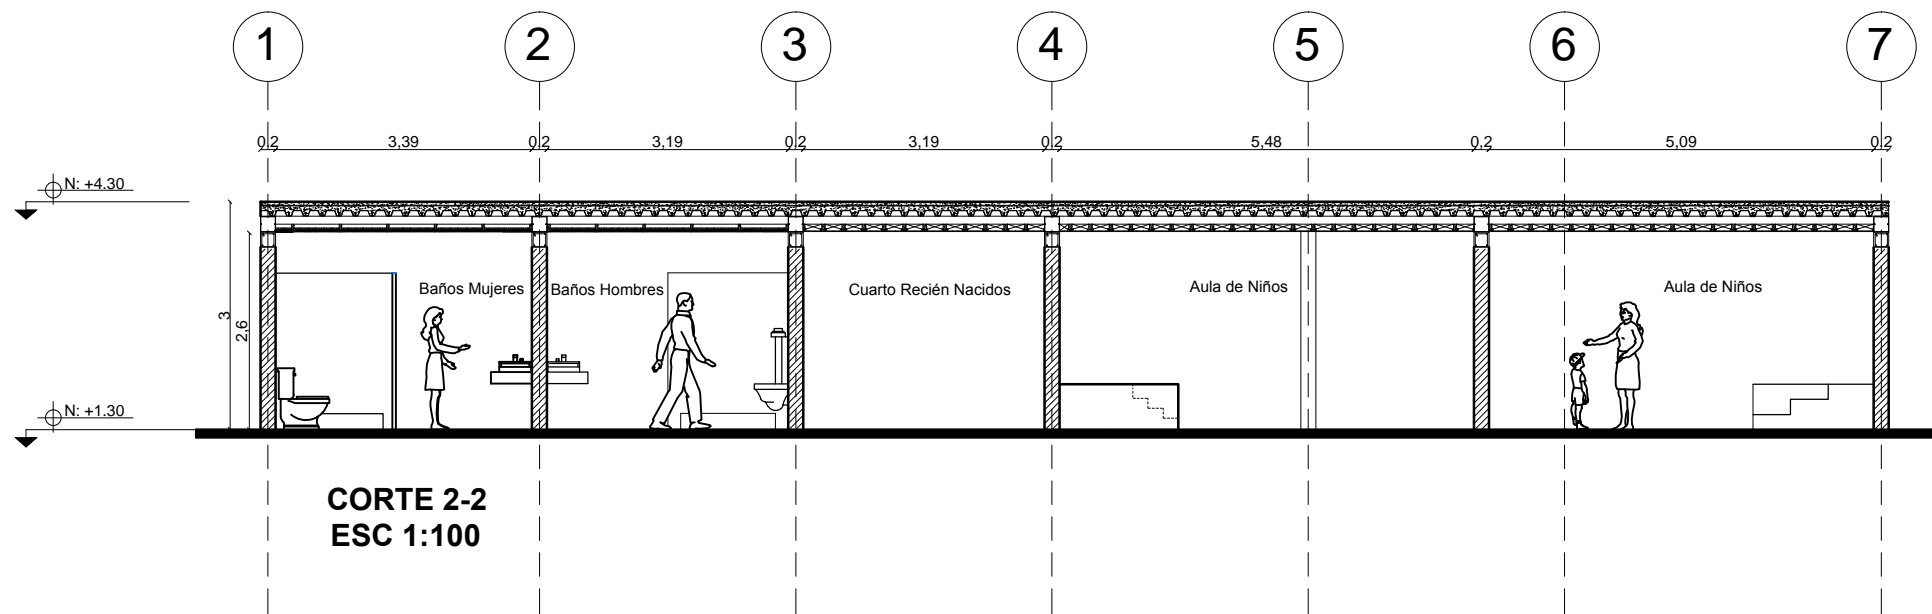 1 2 3 4 5 6 7
0.2 3,39 0.2 3,19 0.2 3,19 0.2 5,48 0.2 5,09 0.2
N: +4.30
Baños Mujeres Baños Hombres Cuarto Recién Nacidos Aula de Niños Aula de Niños
3
2,6
N: +1.30
CORTE 2-2
ESC 1:100